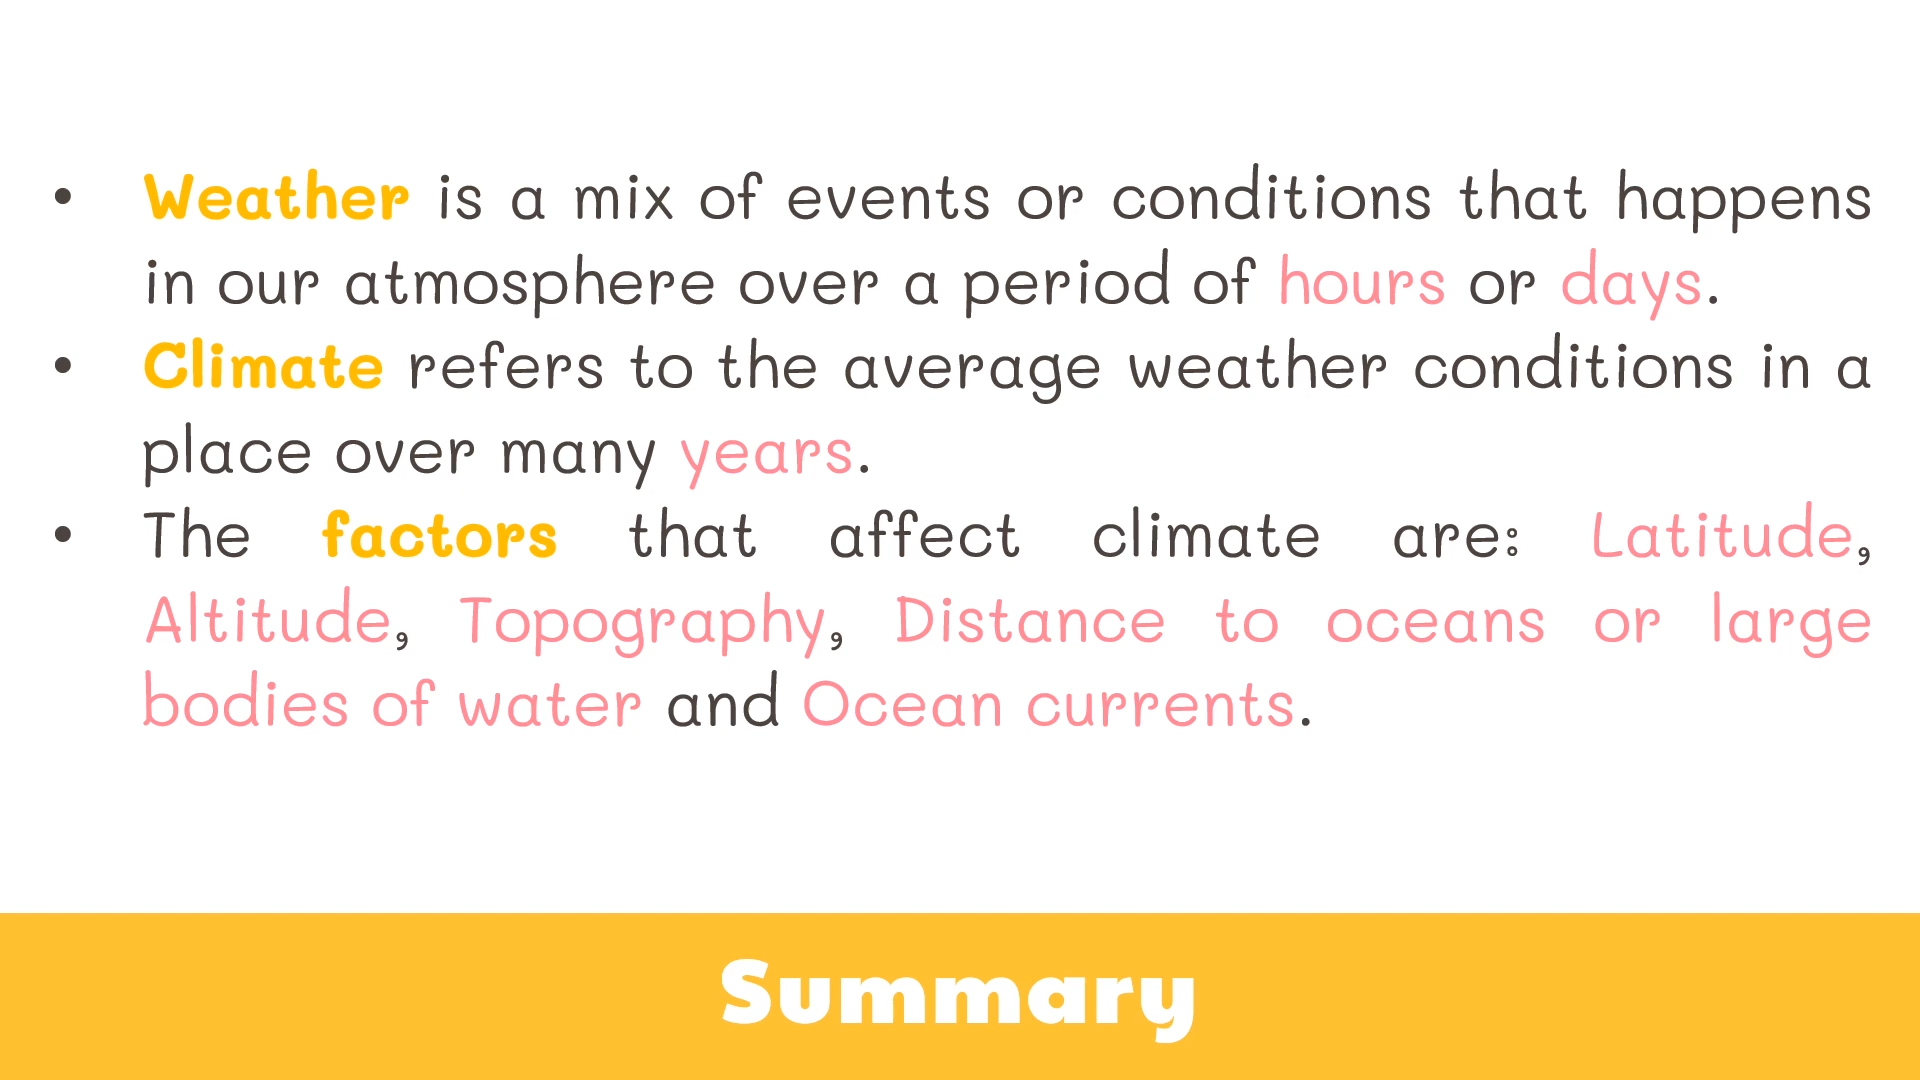 • Weather is a mix of events or conditions that happens
in our atmosphere over a period of hours or days.
• Climate refers to the average weather conditions in a
place over many years.
• The factors that affect climate are: Latitude,
Altitude, Topography, Distance to oceans or large
bodies of water and Ocean currents.
Summary